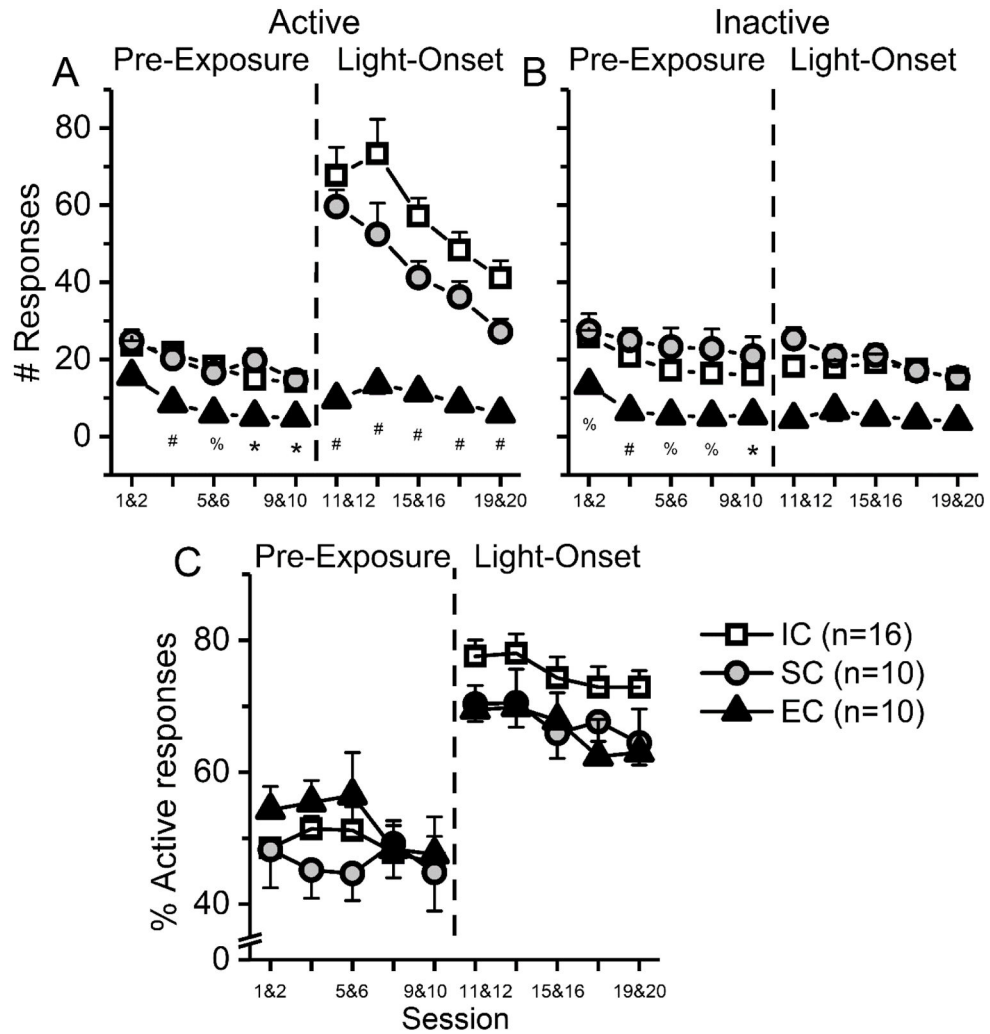 Active
Inactive
A
Pre-Exposure
Light-Onset
B
Pre-Exposure
Light-Onset
# Responses
80
60
40
20
0
# % * * # # # # #
% # % % *
1&2 5&6 9&10 11&12 15&16 19&20
1&2 5&6 9&10 11&12 15&16 19&20
C
Pre-Exposure
Light-Onset
% Active responses
80
60
40
0
1&2 5&6 9&10 11&12 15&16 19&20
Session
IC (n=16)
SC (n=10)
EC (n=10)